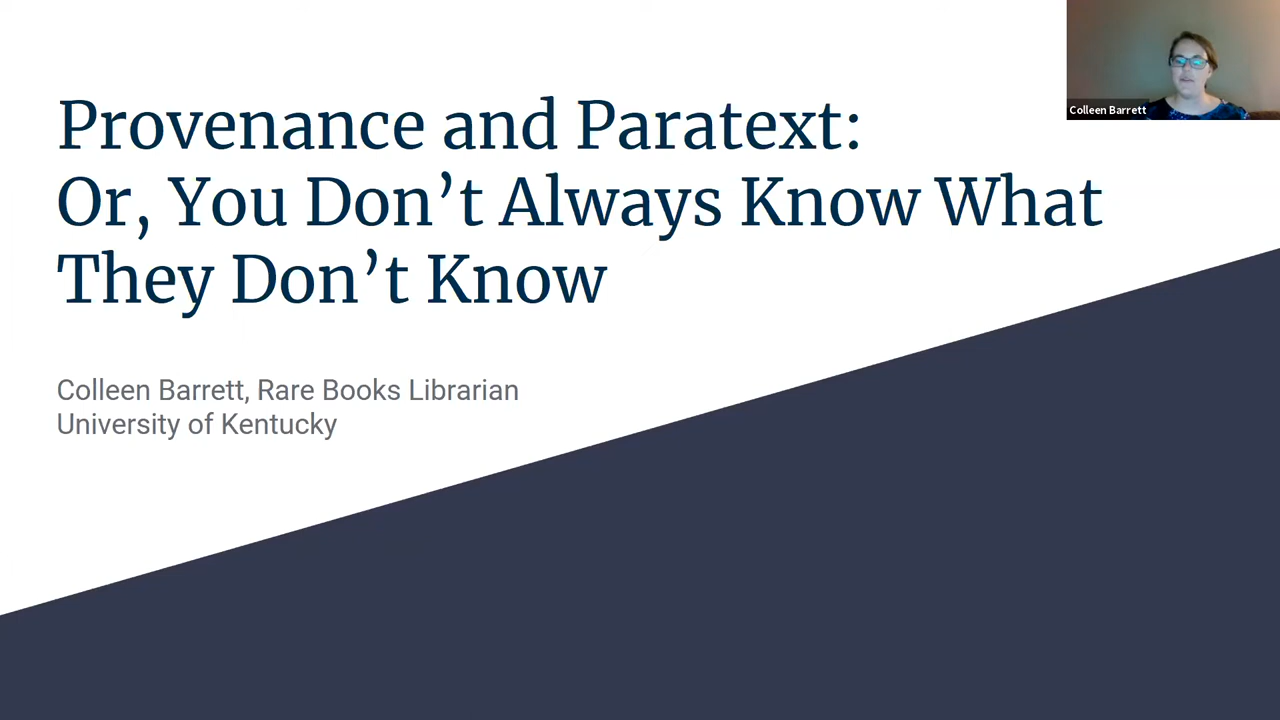 Provenance and Paratext:
Or, You Don’t Always Know What
They Don’t Know
Colleen Barrett, Rare Books Librarian
University of Kentucky
Colleen Barrett